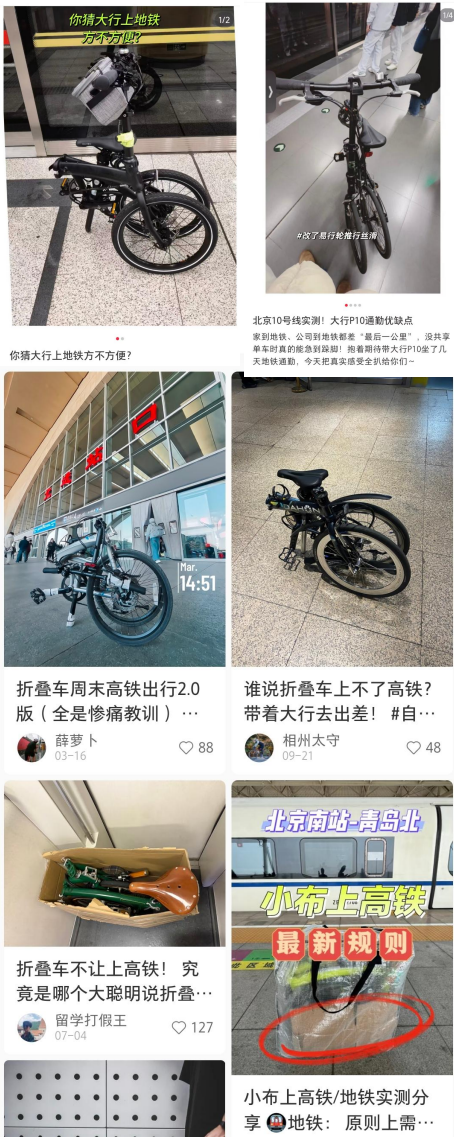 你猜大行上地铁
方不方便?
1/2
你猜大行上地铁方不方便?
1/4
#改了易行轮推行丝滑
北京10号线实测!大行P10通勤优缺点
家到地铁、公司到地铁都差“最后一公里”,没共享
单车时真的能急到跺脚!抱着期待带大行P10坐了几
天地铁通勤,今天把真实感受全扒给你们~
口
Mar.
14:51
折叠车周末高铁出行2.0
版(全是惨痛教训)…
薛萝卜
03-16
88
DAHON
谁说折叠车上不了高铁?
带着大行去出差! #自…
相州太守
09-21
48
折叠车不让上高铁! 究
竟是哪个大聪明说折叠…
留学打假王
07-04
127
北京南站-青岛北
小布上高铁
最新规则
小布上高铁/地铁实测分
享🚇地铁: 原则上需…